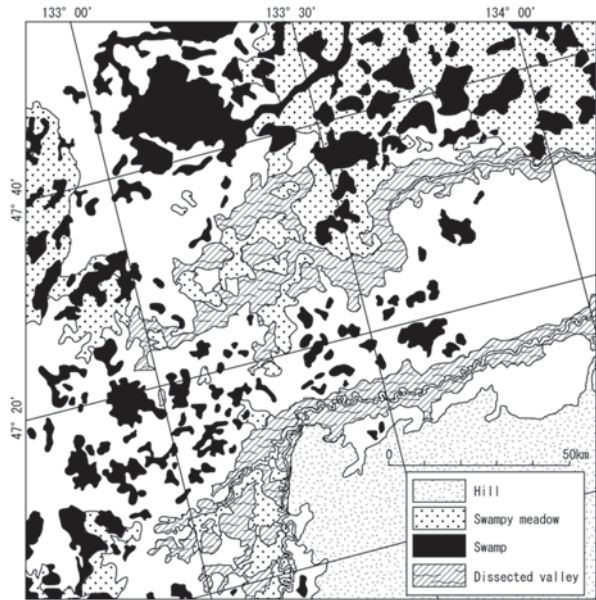 133° 00'
133° 30'
134° 00'
47° 40'
47° 20'
0
50km
Hill
Swampy meadow
Swamp
Dissected valley